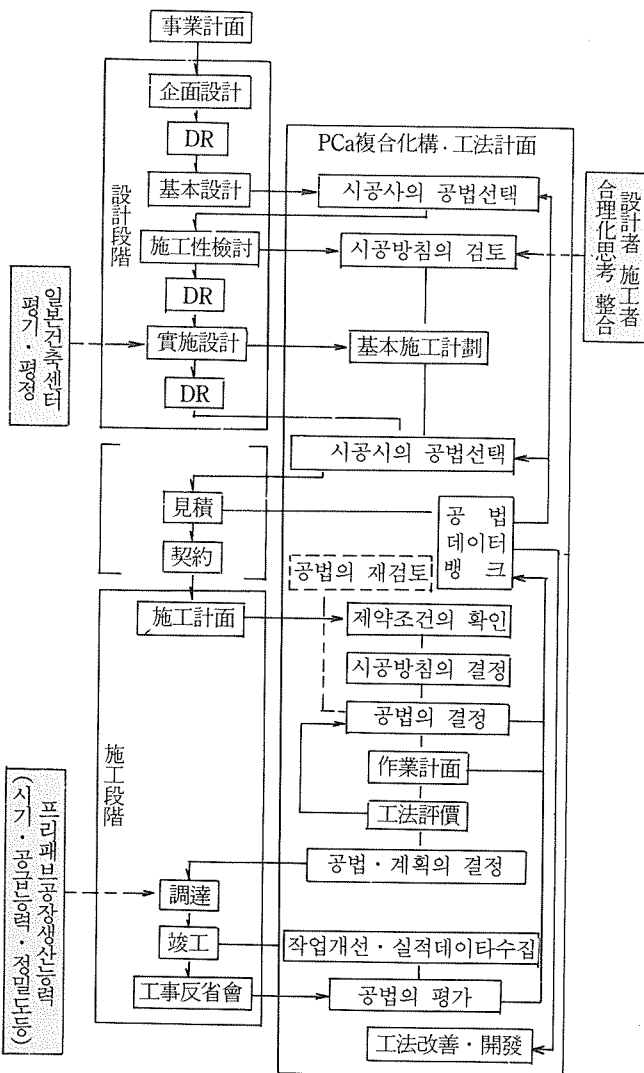 事業計面
企面設計
DR
基本設計
施工性檢討
DR
實施設計
DR
設計段階
見積
契約
施工計面
施工段階
調達
竣工
工事反省會
PCa複合化構·工法計面
시공사의 공법선택
시공방침의 검토
基本施工計劃
시공시의 공법선택
공 법
데이터
뱅 크
공법의 재검토
제약조건의 확인
시공방침의 결정
공법의 결정
作業計面
工法評價
공법·계획의 결정
작업개선·실적데이타수집
공법의 평가
工法改善·開發
設計者 施工者
合理化思考 整合
일본건축센터
평기·평정
프리패브공장생산능력
(시기·공급능력·정밀도등)